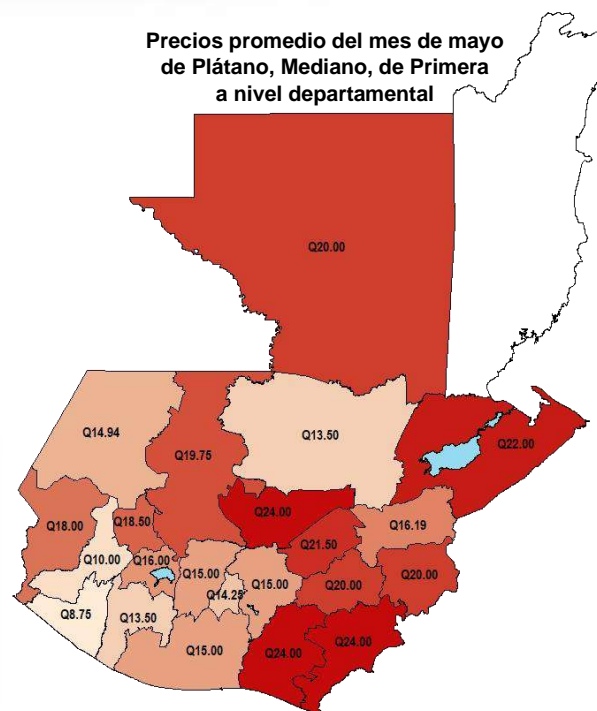 Precios promedio del mes de mayo
de Plátano, Mediano, de Primera
a nivel departamental
Q20.00
Q14.94
Q13.50
Q19.75
Q22.00
Q24.00
Q18.00
Q18.50
Q16.19
Q21.50
Q10.00
Q16.00
Q15.00
Q15.00
Q20.00
Q20.00
Q14.25
Q8.75
Q13.50
Q15.00
Q24.00
Q24.00